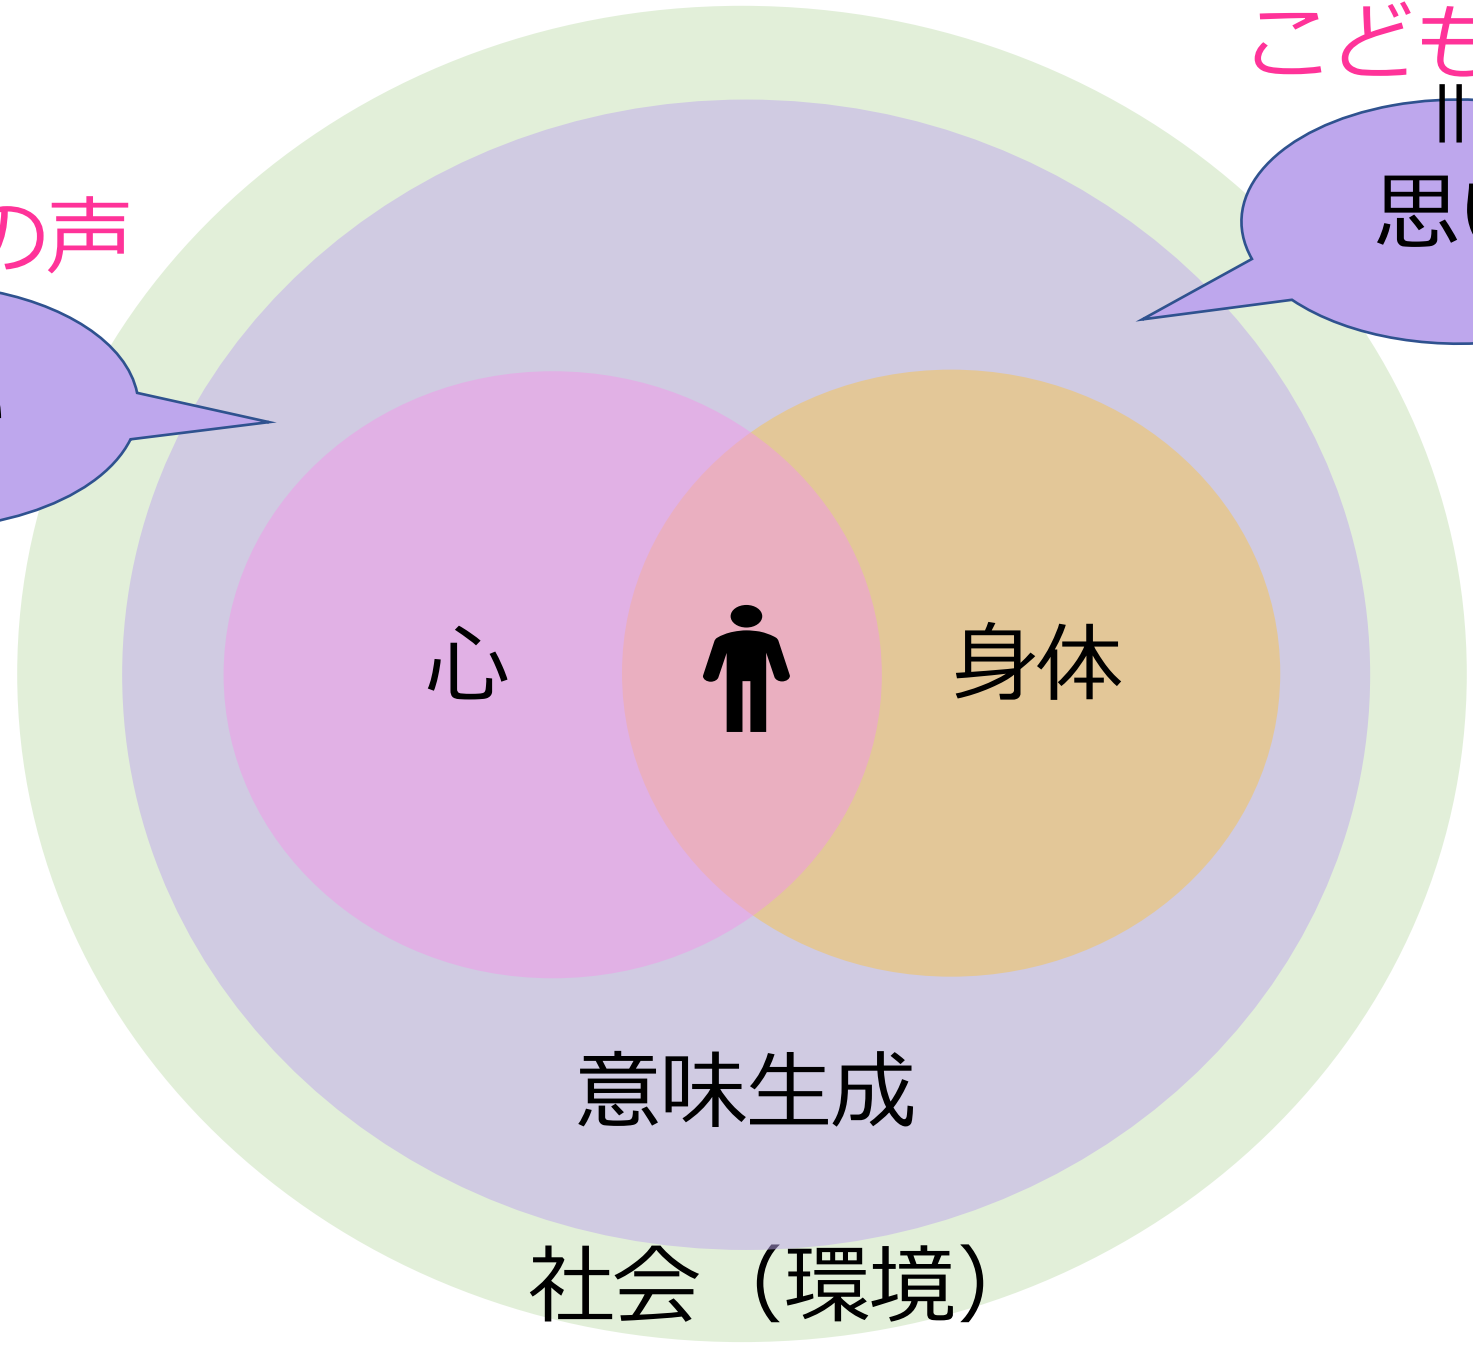 こども
＝
思
の声
心
身体
意味生成
社会（環境）